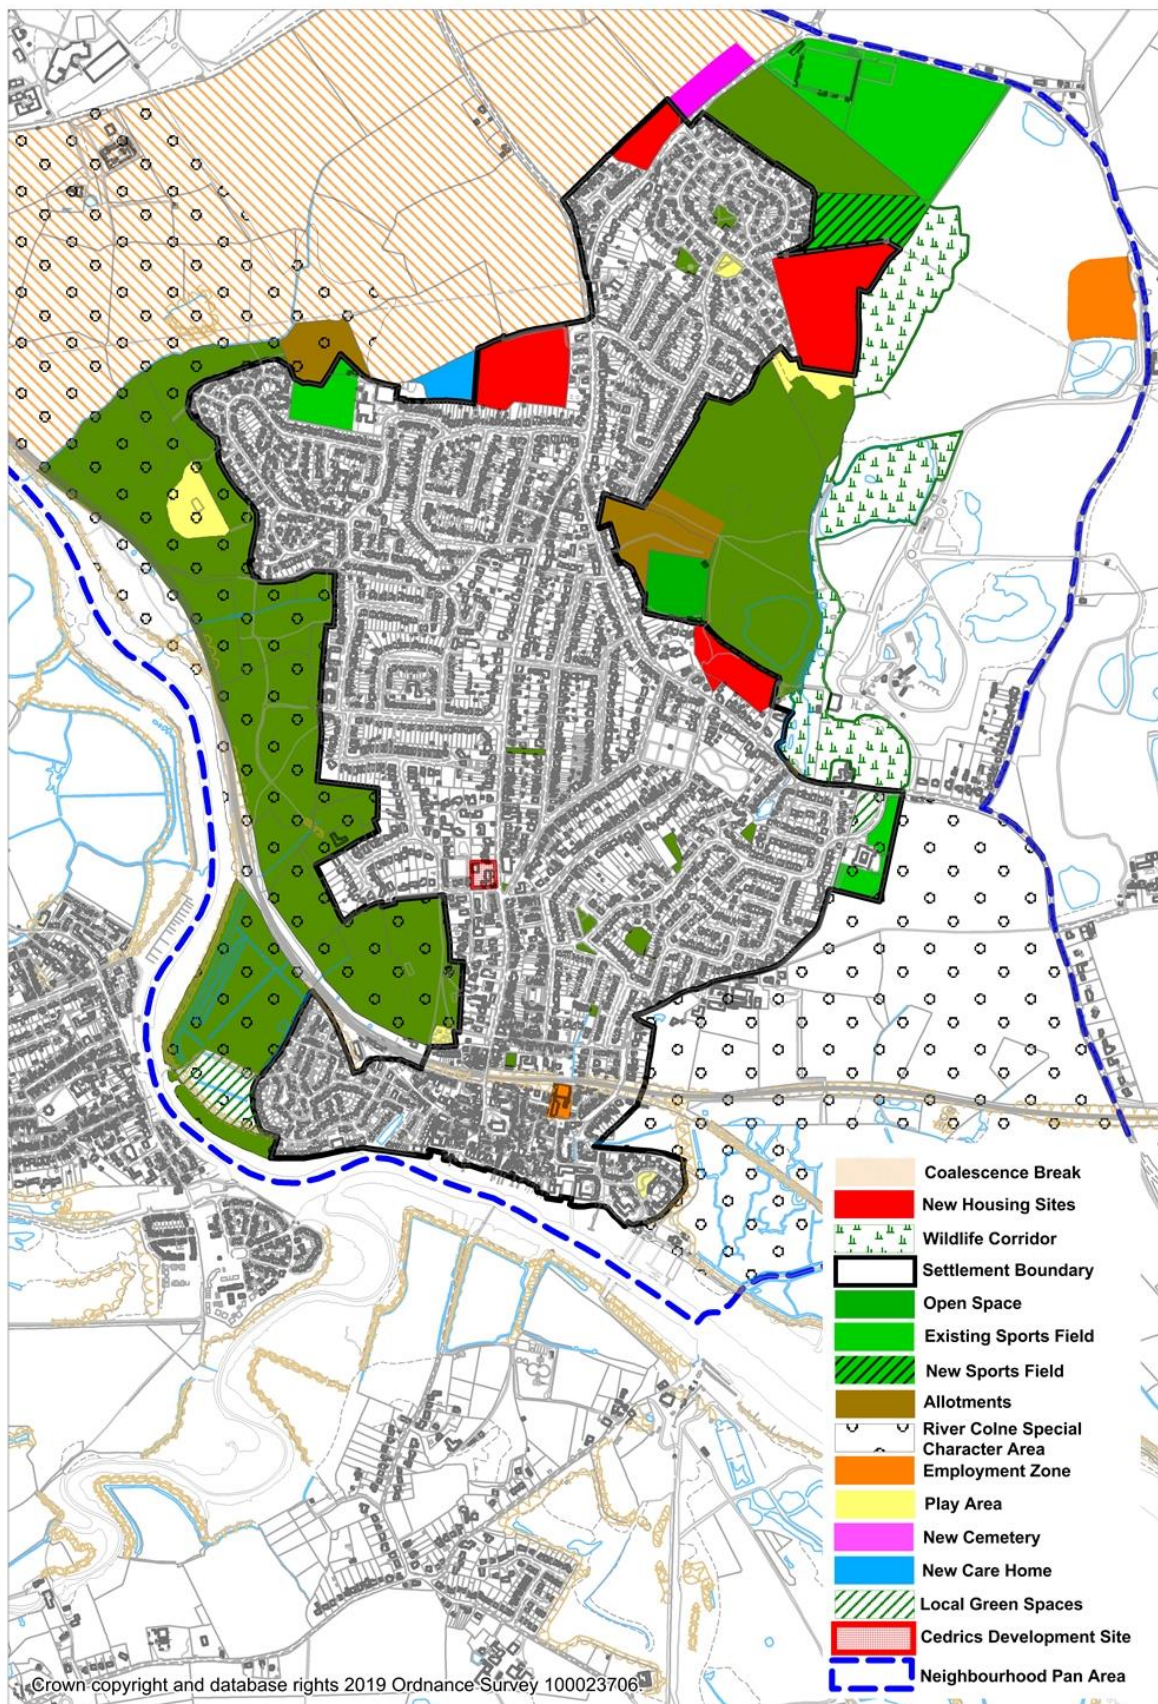 Coalescence Break
New Housing Sites
Wildlife Corridor
Settlement Boundary
Open Space
Existing Sports Field
New Sports Field
Allotments
River Colne Special
Character Area
Employment Zone
Play Area
New Cemetery
New Care Home
Local Green Spaces
Cedrics Development Site
Neighbourhood Pan Area
Crown copyright and database rights 2019 Ordnance Survey 100023706